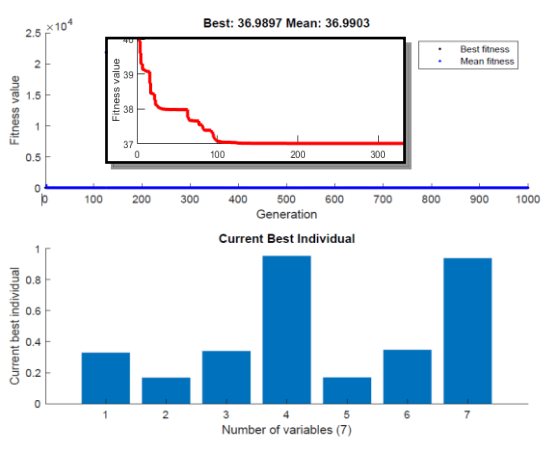 Best: 36.9897 Mean: 36.9903
×10⁴
2.5
2
1.5
1
0.5
0
Fitness value
40
39
38
37
Fitness value
0 100 200 300
Best fitness
Mean fitness
0 100 200 300 400 500 600 700 800 900 1000
Generation
Current Best Individual
1
0.8
0.6
0.4
0.2
0
Current best individual
1 2 3 4 5 6 7
Number of variables (7)